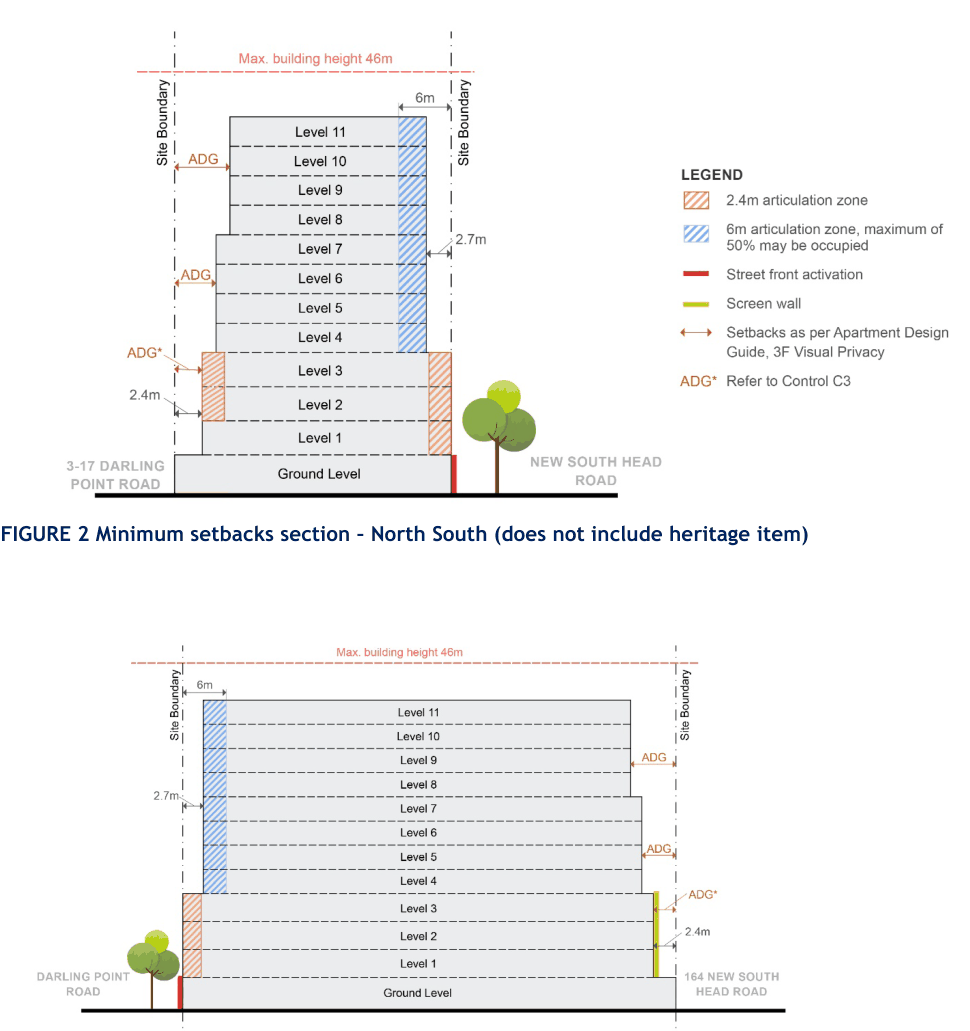 Max. building height 46m
Site Boundary
Site Boundary
6m
Level 11
ADG
Level 10
Level 9
Level 8
2.7m
Level 7
ADG
Level 6
Level 5
Level 4
ADG*
Level 3
2.4m
Level 2
Level 1
3-17 DARLING
POINT ROAD
Ground Level
NEW SOUTH HEAD
ROAD
LEGEND
2.4m articulation zone
6m articulation zone, maximum of
50% may be occupied
Street front activation
Screen wall
Setbacks as per Apartment Design
Guide, 3F Visual Privacy
ADG* Refer to Control C3
FIGURE 2 Minimum setbacks section – North South (does not include heritage item)
Max. building height 46m
Site Boundary
Site Boundary
6m
Level 11
Level 10
Level 9
ADG
Level 8
2.7m
Level 7
Level 6
Level 5
ADG
Level 4
Level 3
ADG*
Level 2
2.4m
Level 1
DARLING POINT
ROAD
Ground Level
164 NEW SOUTH
HEAD ROAD